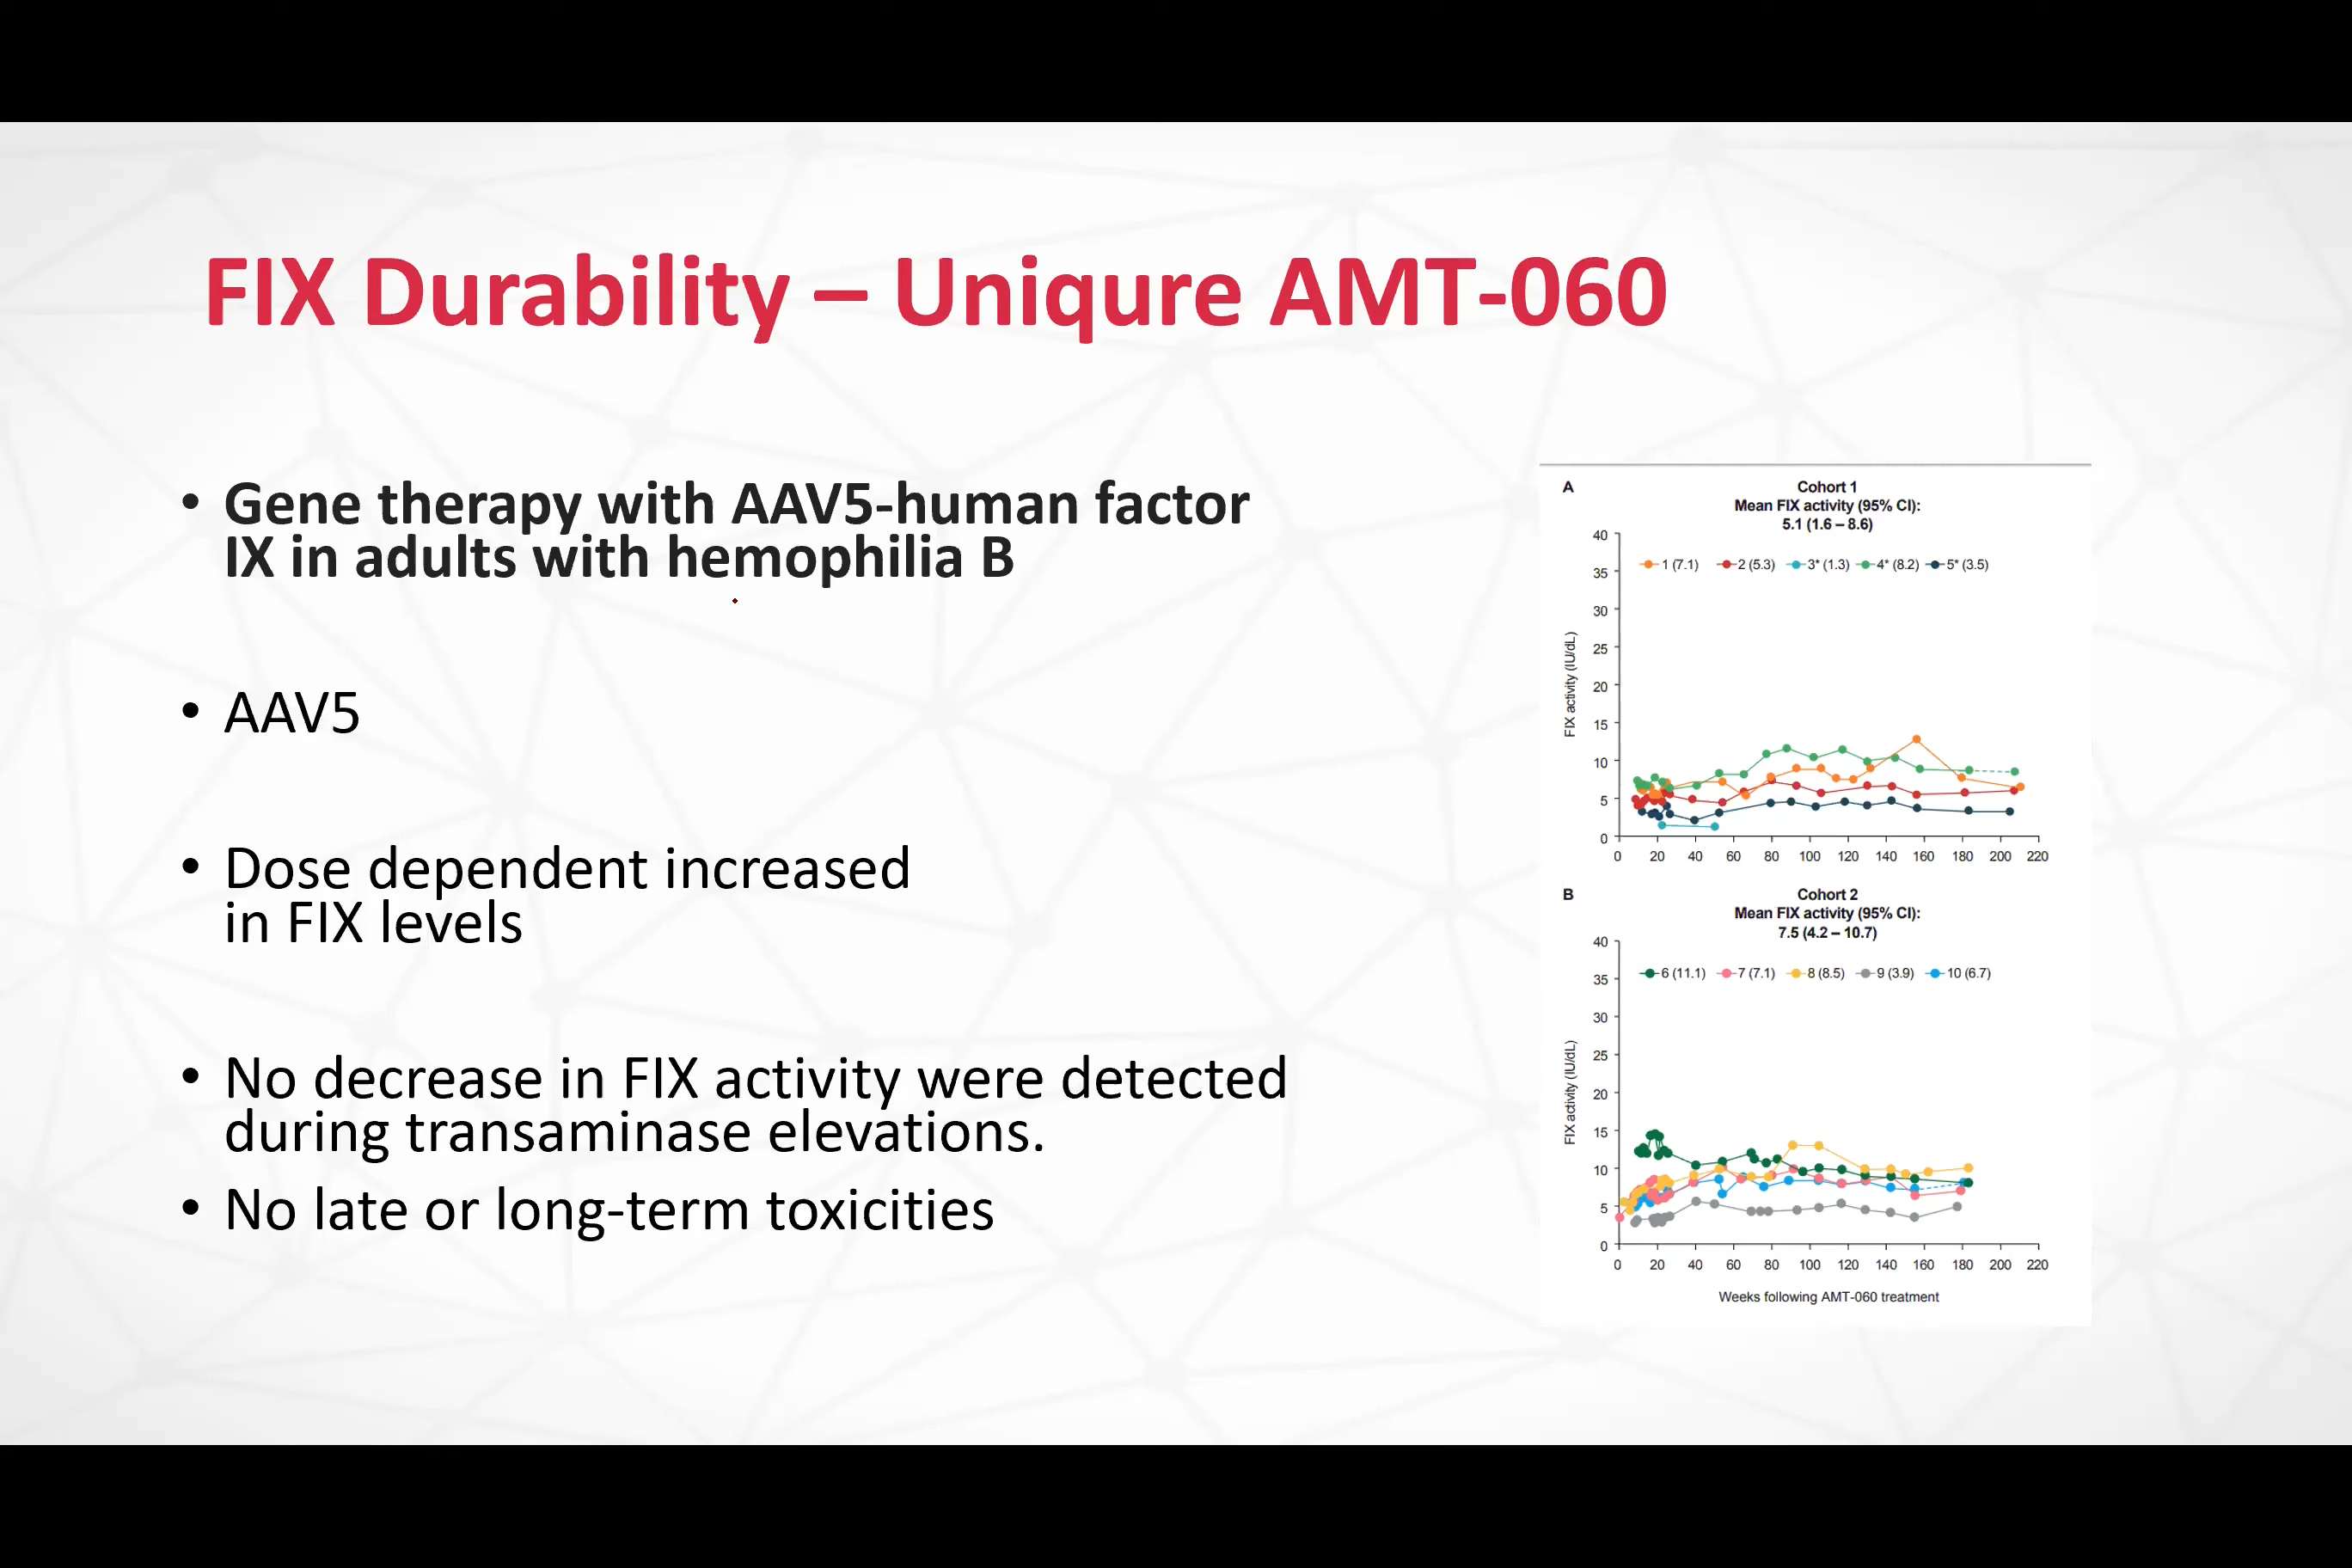 FIX Durability – Uniqure AMT-060
• Gene therapy with AAV5-human factor
IX in adults with hemophilia B
• AAV5
• Dose dependent increased
in FIX levels
• No decrease in FIX activity were detected
during transaminase elevations.
• No late or long-term toxicities
A
Cohort 1
Mean FIX activity (95% CI):
5.1 (1.6 – 8.6)
1 (7.1) 2 (5.3) 3* (1.3) 4* (8.2) 5* (3.5)
FIX activity (IU/dL)
40
35
30
25
20
15
10
5
0
0 20 40 60 80 100 120 140 160 180 200 220
B
Cohort 2
Mean FIX activity (95% CI):
7.5 (4.2 – 10.7)
6 (11.1) 7 (7.1) 8 (8.5) 9 (3.9) 10 (6.7)
FIX activity (IU/dL)
40
35
30
25
20
15
10
5
0
0 20 40 60 80 100 120 140 160 180 200 220
Weeks following AMT-060 treatment